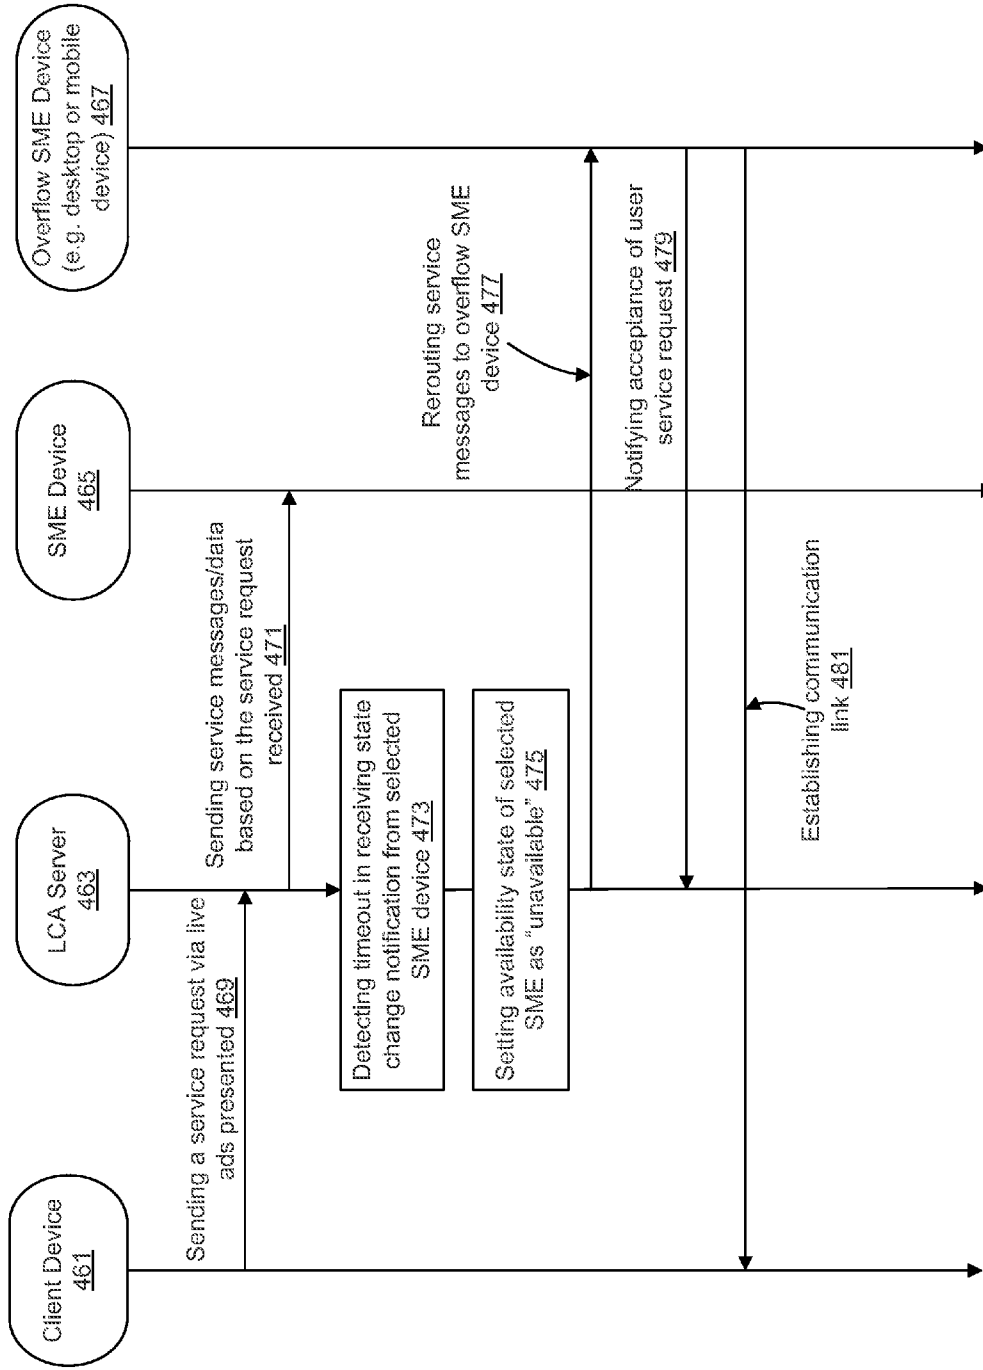 Client Device
461
LCA Server
463
SME Device
465
Overflow SME Device
(e.g. desktop or mobile
device) 467
Sending a service request via live
ads presented 469
Sending service messages/data
based on the service request
received 471
Detecting timeout in receiving state
change notification from selected
SME device 473
Setting availability state of selected
SME as "unavailable" 475
Rerouting service
messages to overflow SME
device 477
Notifying acceptance of user
service request 479
Establishing communication
link 481